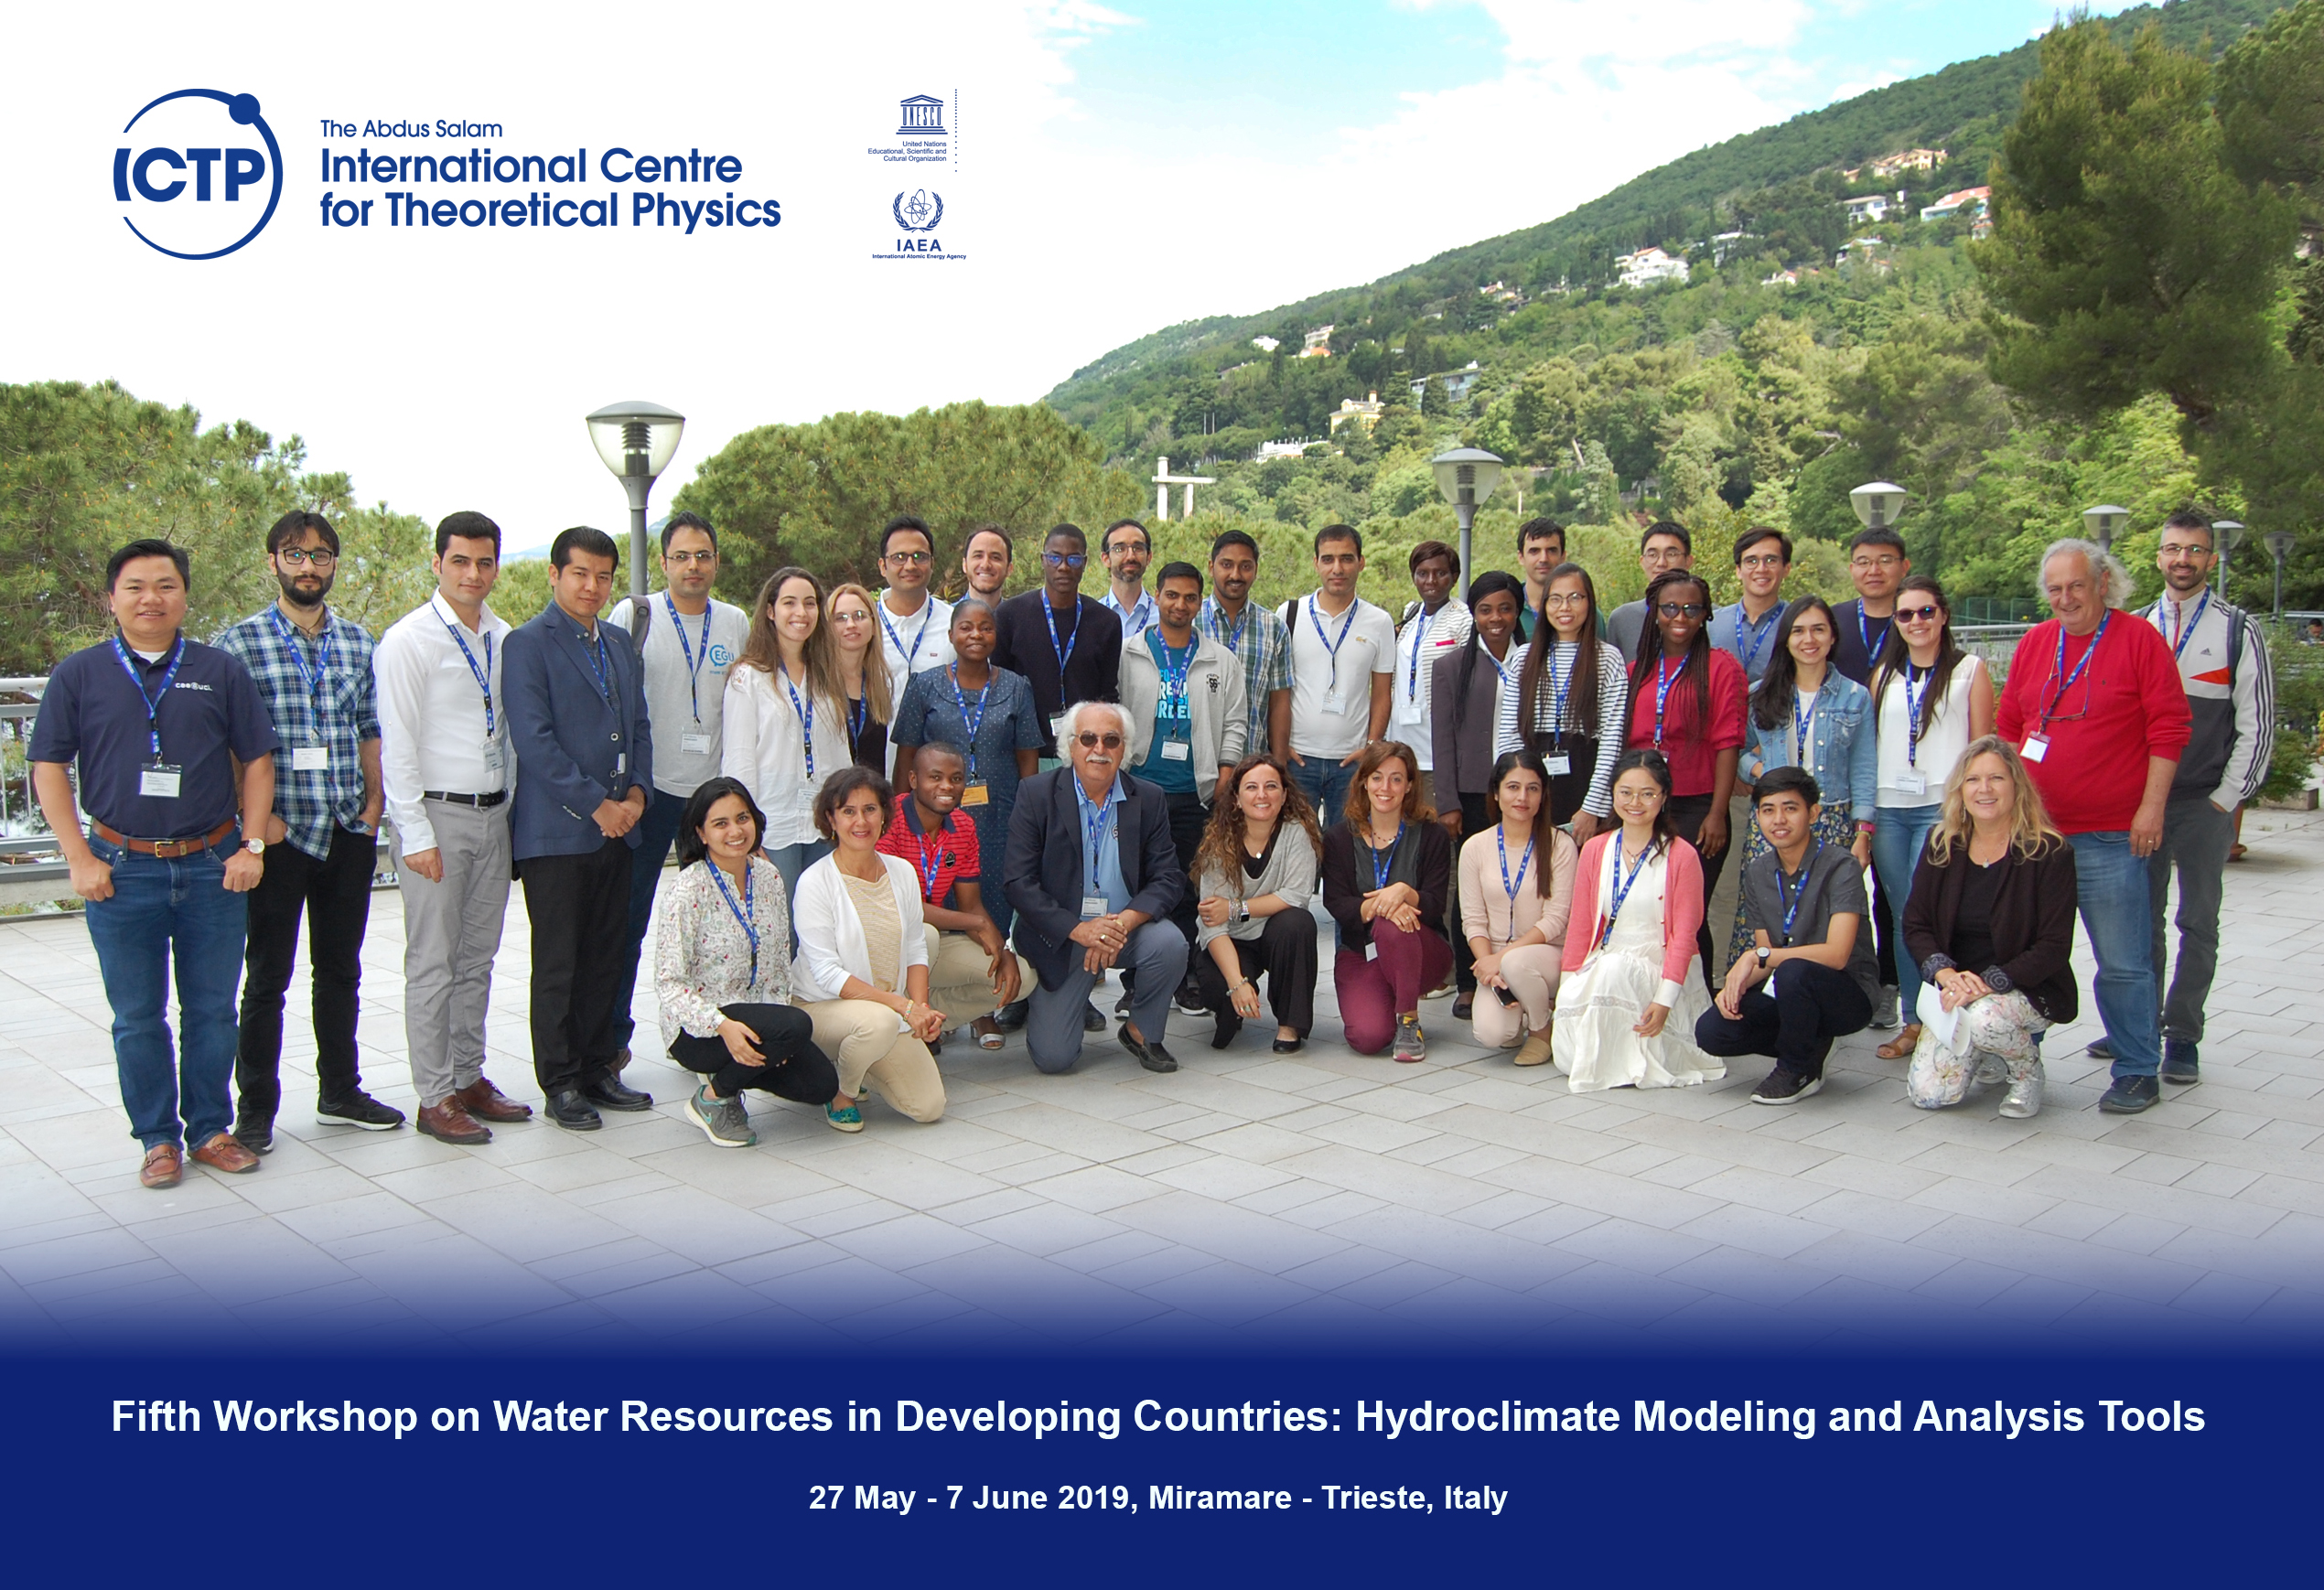 ICTP
The Abdus Salam
International Centre
for Theoretical Physics
UNESCO
United Nations
Educational, Scientific and
Cultural Organization
IAEA
International Atomic Energy Agency
EGU
Fifth Workshop on Water Resources in Developing Countries: Hydroclimate Modeling and Analysis Tools
27 May - 7 June 2019, Miramare - Trieste, Italy